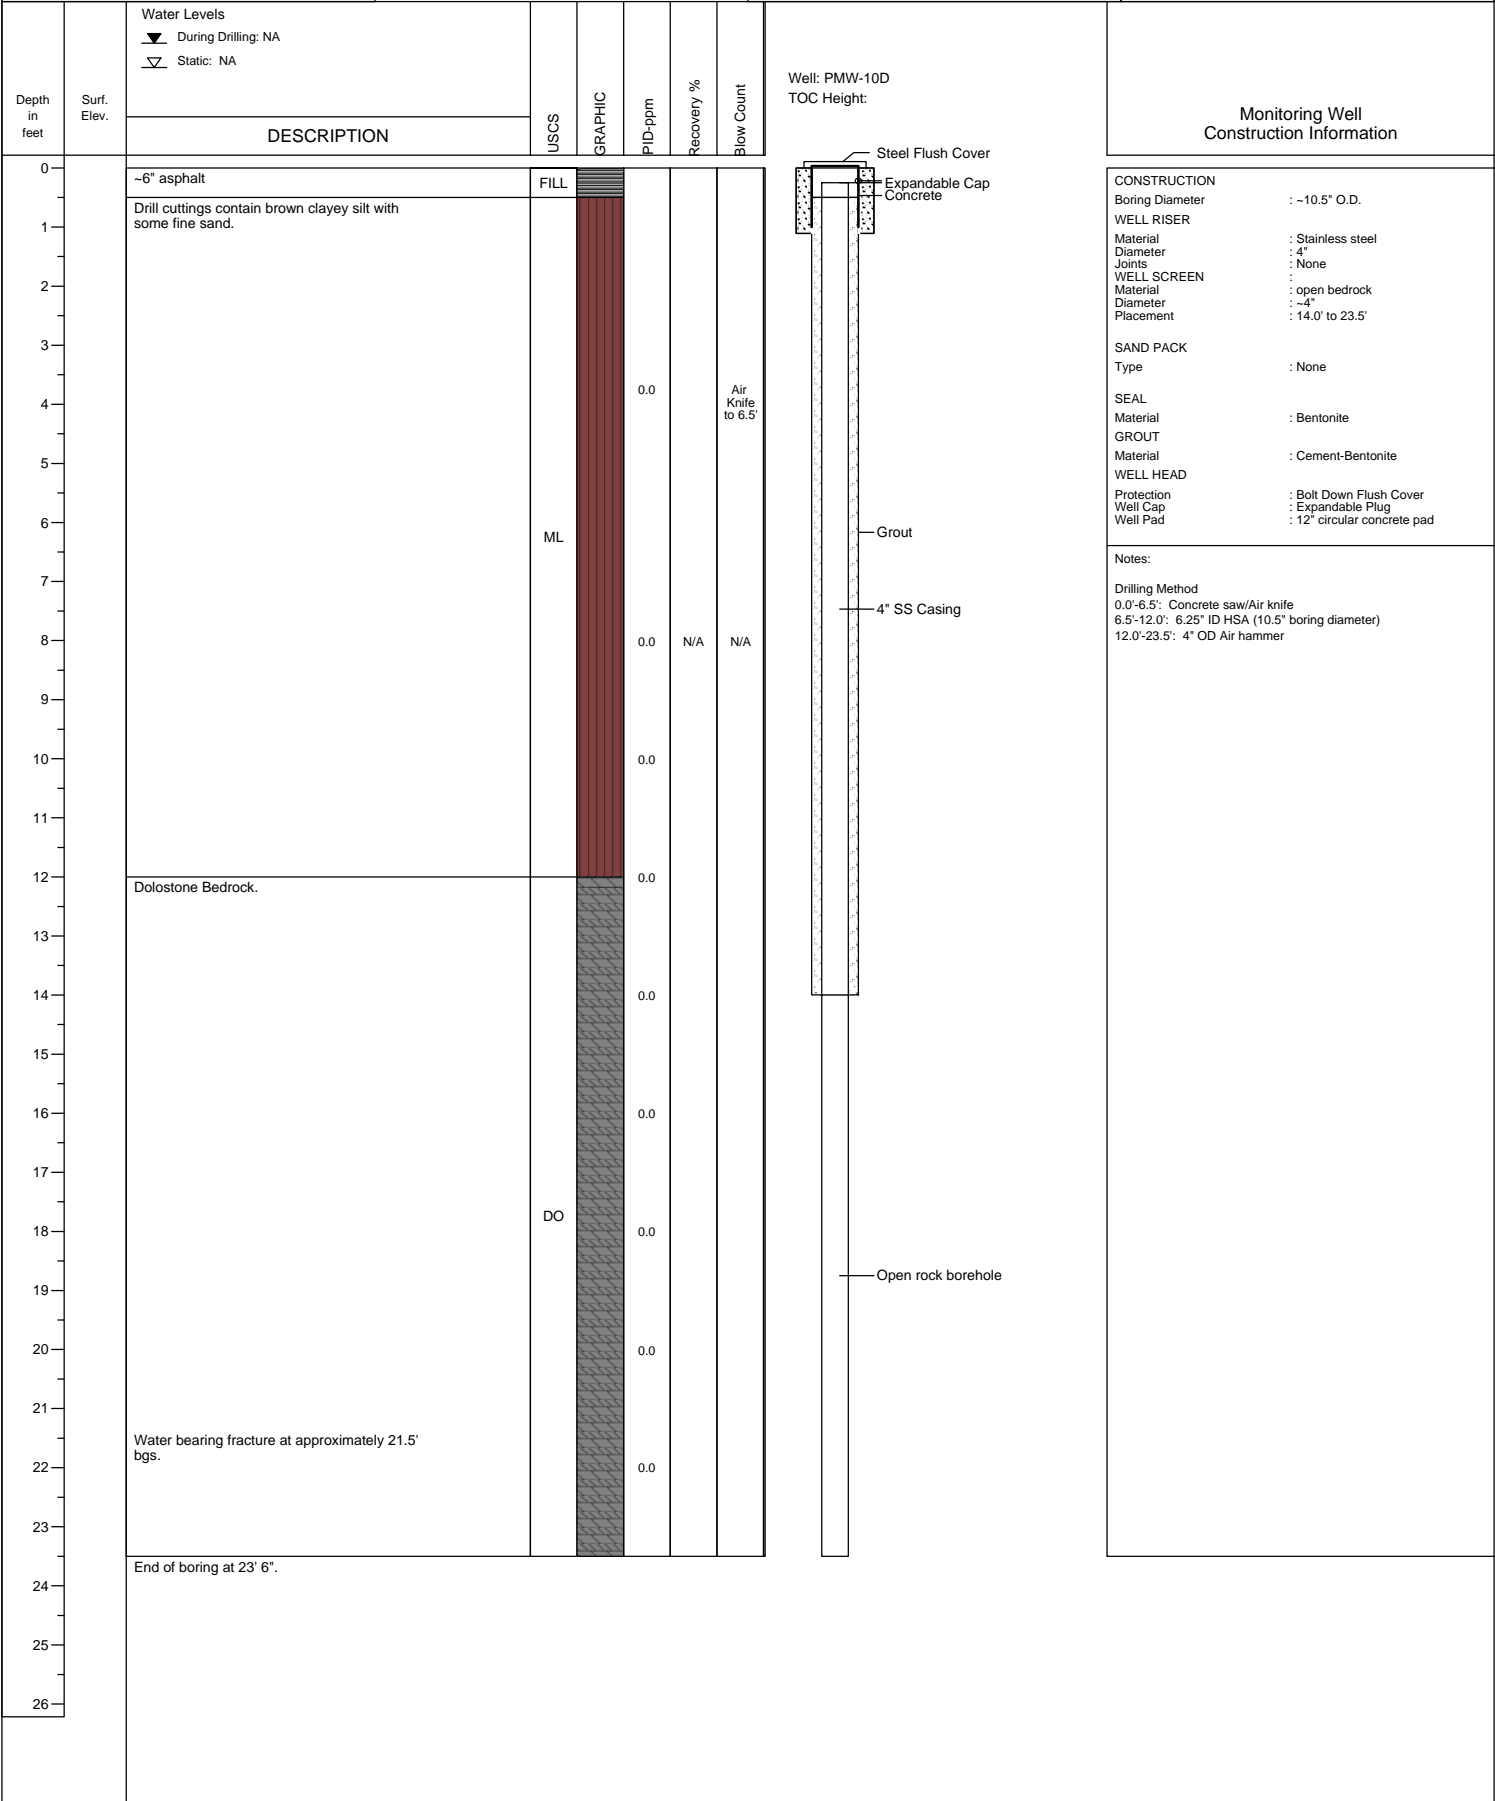 Water Levels
During Drilling: NA
Static: NA
Depth
in
feet
Surf.
Elev.
DESCRIPTION
USCS
GRAPHIC
PID-ppm
Recovery %
Blow Count
Well: PMW-10D
TOC Height:
Monitoring Well
Construction Information
0
1
2
3
4
5
6
7
8
9
10
11
12
13
14
15
16
17
18
19
20
21
22
23
24
25
26
~6" asphalt
Drill cuttings contain brown clayey silt with
some fine sand.
Dolostone Bedrock.
Water bearing fracture at approximately 21.5'
bgs.
End of boring at 23' 6".
FILL
ML
DO
0.0
0.0
0.0
0.0
0.0
0.0
0.0
0.0
0.0
N/A
Air
Knife
to 6.5'
N/A
Steel Flush Cover
Expandable Cap
Concrete
Grout
4" SS Casing
Open rock borehole
CONSTRUCTION
Boring Diameter : ~10.5" O.D.
WELL RISER
Material : Stainless steel
Diameter : 4"
Joints : None
WELL SCREEN :
Material : open bedrock
Diameter : ~4"
Placement : 14.0' to 23.5'
SAND PACK
Type : None
SEAL
Material : Bentonite
GROUT
Material : Cement-Bentonite
WELL HEAD
Protection : Bolt Down Flush Cover
Well Cap : Expandable Plug
Well Pad : 12" circular concrete pad
Notes:
Drilling Method
0.0'-6.5': Concrete saw/Air knife
6.5'-12.0': 6.25" ID HSA (10.5" boring diameter)
12.0'-23.5': 4" OD Air hammer